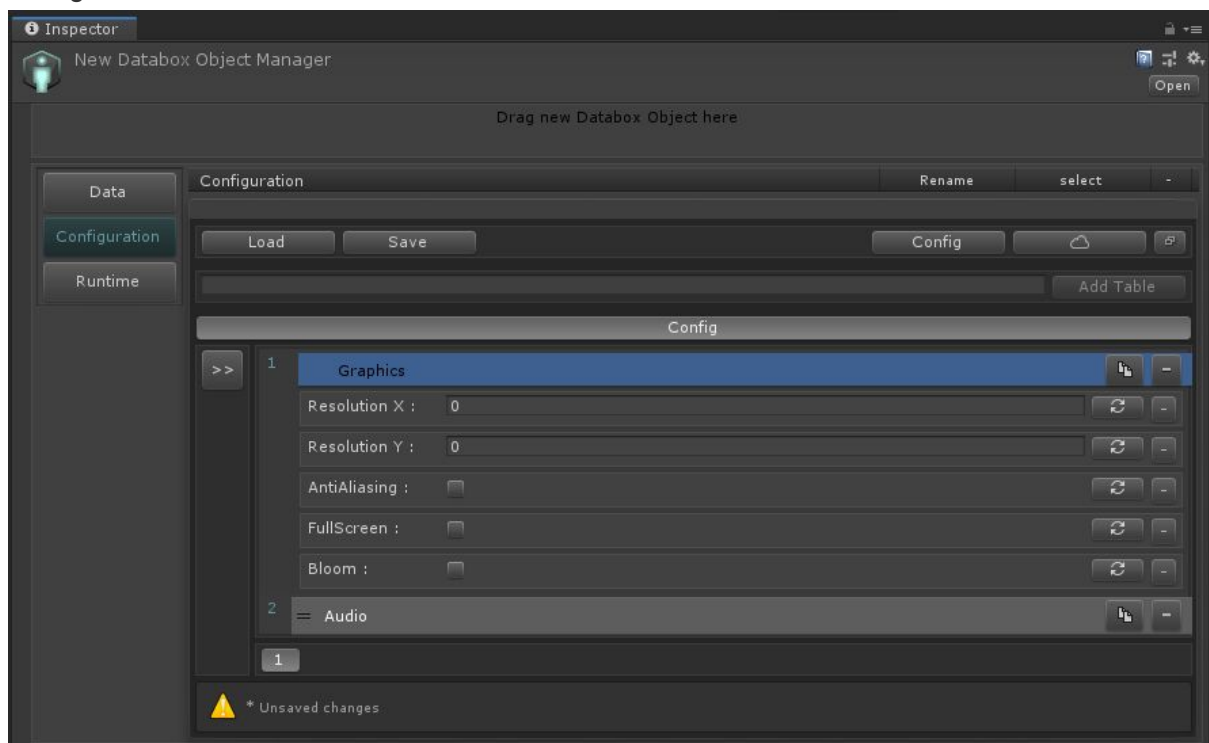 Inspector
New Databox Object Manager
Open
Drag new Databox Object here
Data
Configuration
Runtime
Configuration Rename select -
Load Save Config
Add Table
Config
>> 1 Graphics -
Resolution X : 0 -
Resolution Y : 0 -
AntiAliasing : -
FullScreen : -
Bloom : -
2 = Audio -
1
* Unsaved changes